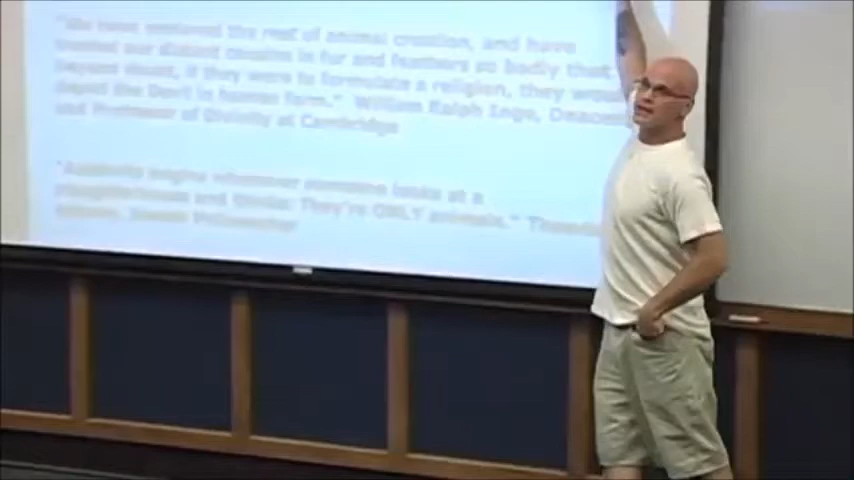 "We have enslaved the rest of animal creation, and have
treated our distant cousins in fur and feathers so badly that
beyond doubt, if they were to formulate a religion, they would
depict the Devil in human form." William Ralph Inge,
and Professor of Divinity at Cambridge
"Auschwitz begins whenever someone looks at a
slaughterhouse and thinks: They're ONLY animals."